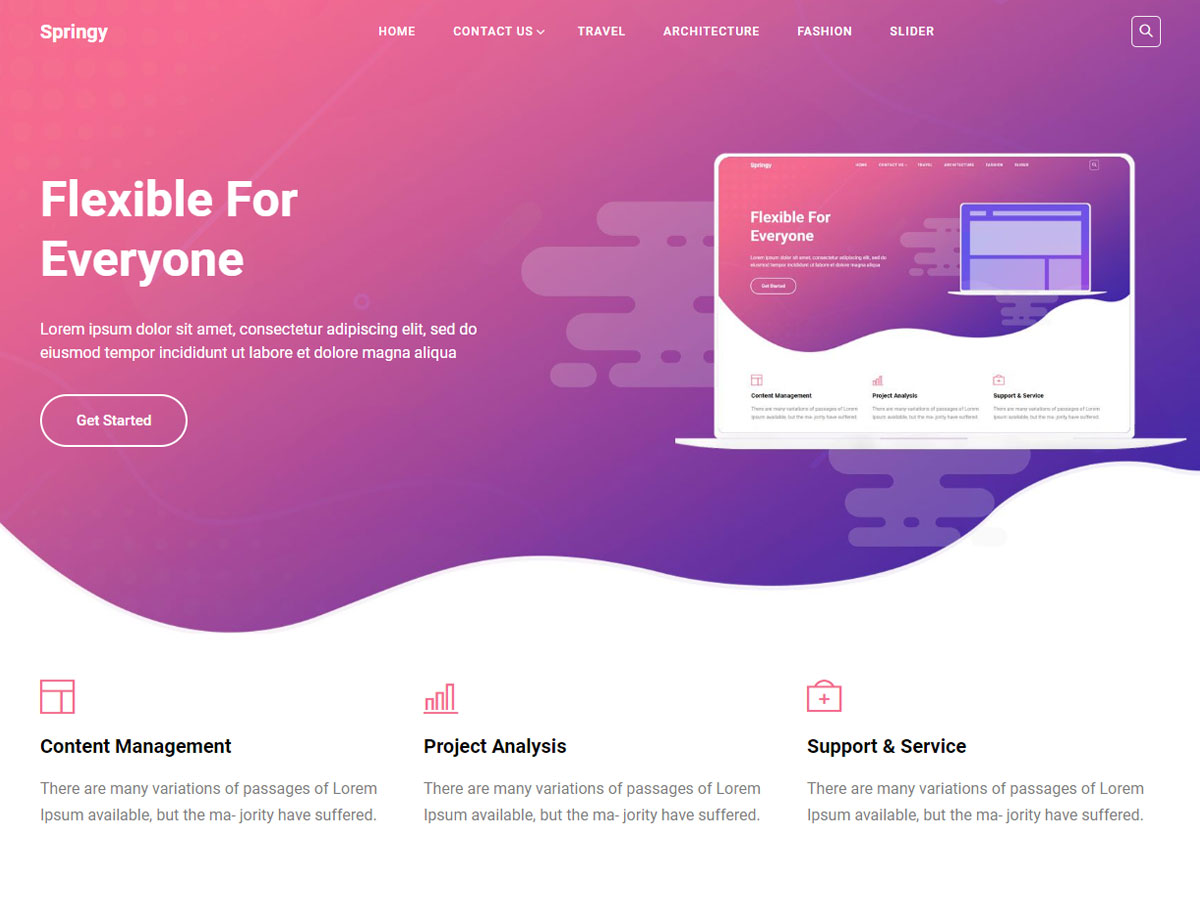 Springy
HOME CONTACT US TRAVEL ARCHITECTURE FASHION SLIDER
Flexible For
Everyone
Lorem ipsum dolor sit amet, consectetur adipiscing elit, sed do
eiusmod tempor incididunt ut labore et dolore magna aliqua
Get Started
Springy
HOME CONTACT US TRAVEL ARCHITECTURE FASHION SLIDER
Flexible For
Everyone
Lorem ipsum dolor sit amet, consectetur adipiscing elit, sed do
eiusmod tempor incididunt ut labore et dolore magna aliqua
Get Started
Content Management Project Analysis Support & Service
There are many variations of passages of Lorem There are many variations of passages of Lorem There are many variations of passages of Lorem
Ipsum available, but the ma- jority have suffered. Ipsum available, but the ma- jority have suffered. Ipsum available, but the ma- jority have suffered.
Content Management
There are many variations of passages of Lorem
Ipsum available, but the ma- jority have suffered.
Project Analysis
There are many variations of passages of Lorem
Ipsum available, but the ma- jority have suffered.
Support & Service
There are many variations of passages of Lorem
Ipsum available, but the ma- jority have suffered.